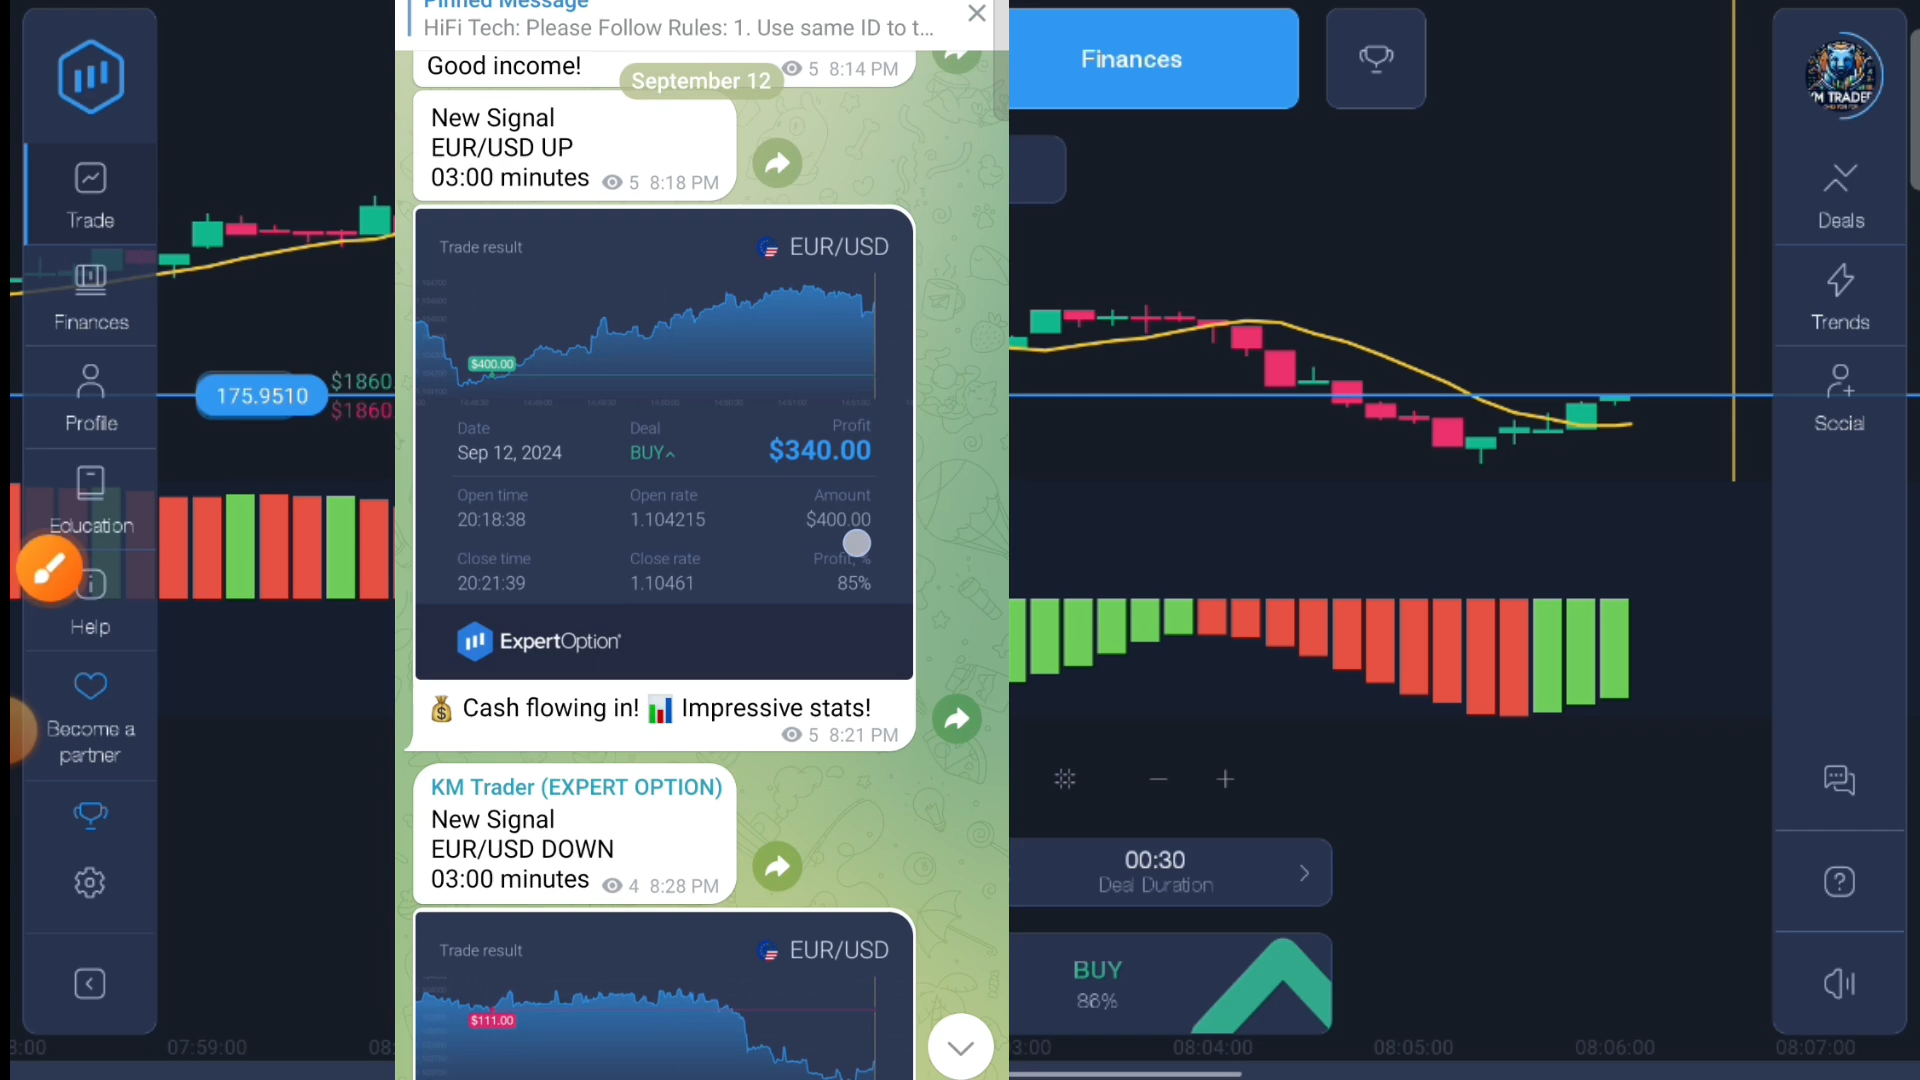 Trade
Finances
Profile
Education
Help
Become a
partner
07:59:00
175.9510
$1860.
$1860
Pinned Message
HiFi Tech: Please Follow Rules: 1. Use same ID to t...
Good income!
5 8:14 PM
September 12
New Signal
EUR/USD UP
03:00 minutes
5 8:18 PM
Trade result
EUR/USD
$400.00
Date
Deal
Profit
Sep 12, 2024
BUY
$340.00
Open time
Open rate
Amount
20:18:38
1.104215
$400.00
Close time
Close rate
Profit, %
20:21:39
1.10461
85%
ExpertOption
💰 Cash flowing in! 📊 Impressive stats!
5 8:21 PM
KM Trader (EXPERT OPTION)
New Signal
EUR/USD DOWN
03:00 minutes
4 8:28 PM
Trade result
EUR/USD
$111.00
Finances
00:30
Deal Duration
BUY
86%
08:04:00
08:05:00
08:06:00
08:07:00
Deals
Trends
Social